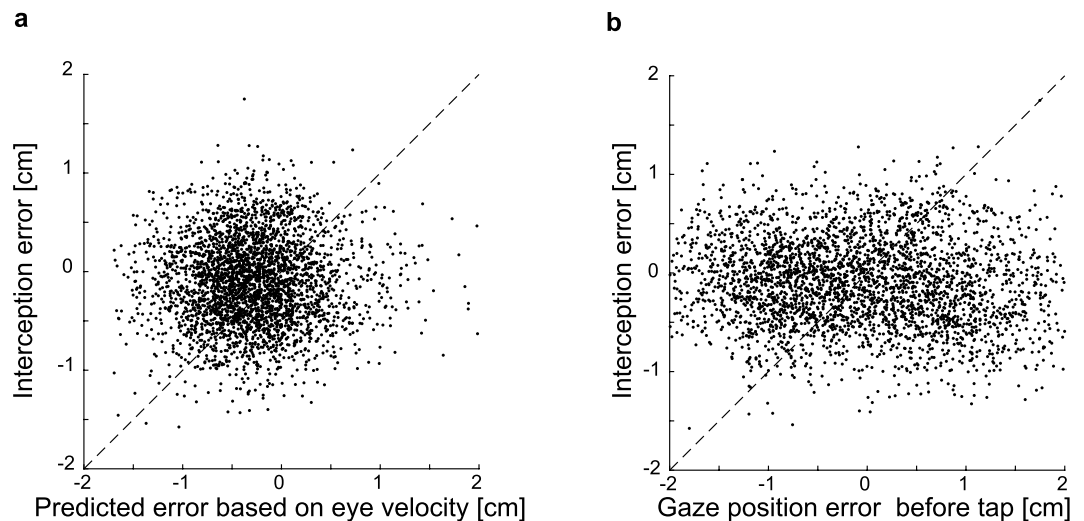 a
2
1
0
-1
-2
Interception error [cm]
-2 -1 0 1 2
Predicted error based on eye velocity [cm]
b
2
1
0
-1
-2
Interception error [cm]
-2 -1 0 1 2
Gaze position error before tap [cm]